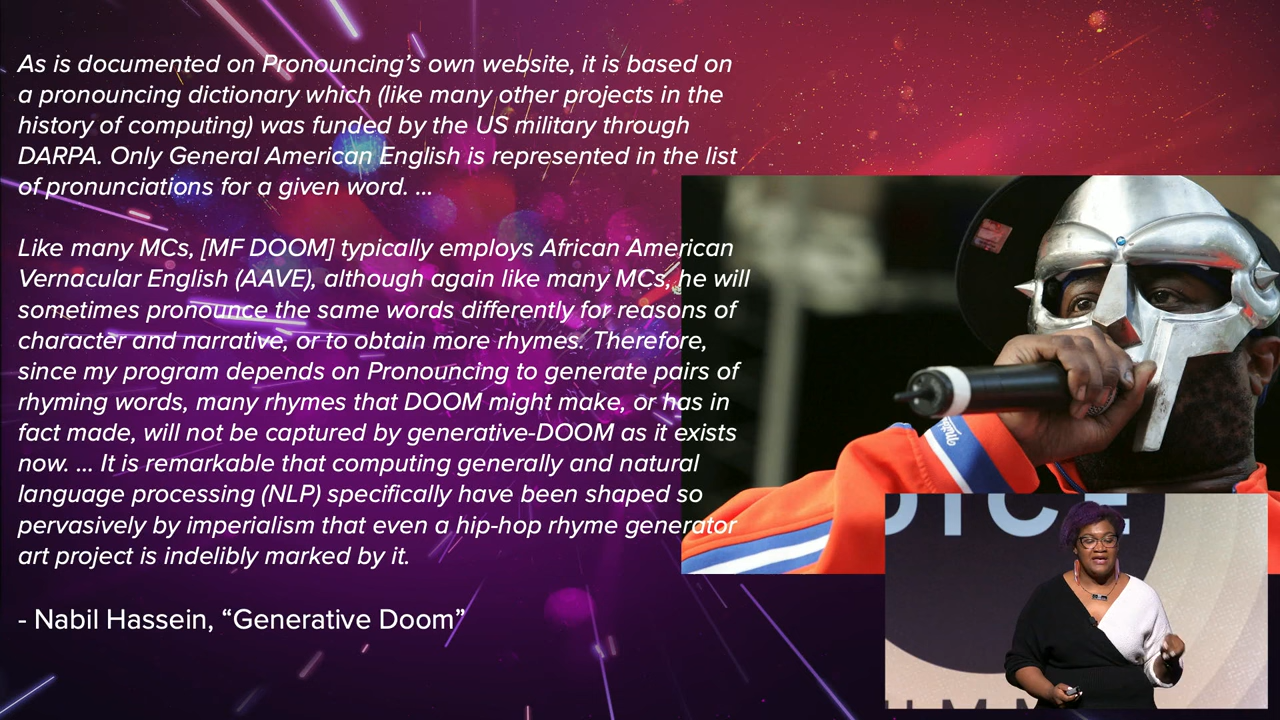 As is documented on Pronouncing’s own website, it is based on
a pronouncing dictionary which (like many other projects in the
history of computing) was funded by the US military through
DARPA. Only General American English is represented in the list
of pronunciations for a given word. ...
Like many MCs, [MF DOOM] typically employs African American
Vernacular English (AAVE), although again like many MCs, he will
sometimes pronounce the same words differently for reasons of
character and narrative, or to obtain more rhymes. Therefore,
since my program depends on Pronouncing to generate pairs of
rhyming words, many rhymes that DOOM might make, or has in
fact made, will not be captured by generative-DOOM as it exists
now. ... It is remarkable that computing generally and natural
language processing (NLP) specifically have been shaped so
pervasively by imperialism that even a hip-hop rhyme generator
art project is indelibly marked by it.
- Nabil Hassein, “Generative Doom”